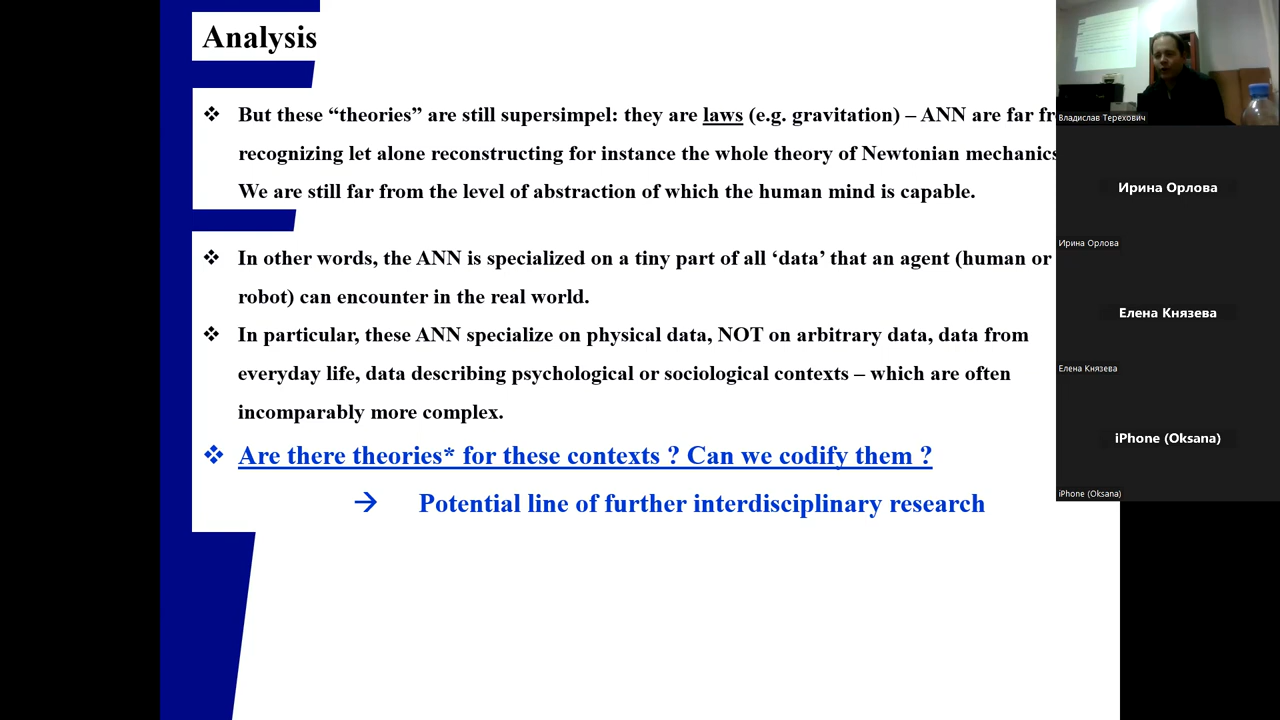 Analysis
But these “theories” are still supersimpel: they are laws (e.g. gravitation) – ANN are far fr
recognizing let alone reconstructing for instance the whole theory of Newtonian mechanics
We are still far from the level of abstraction of which the human mind is capable.
In other words, the ANN is specialized on a tiny part of all ‘data’ that an agent (human or
robot) can encounter in the real world.
In particular, these ANN specialize on physical data, NOT on arbitrary data, data from
everyday life, data describing psychological or sociological contexts – which are often
incomparably more complex.
Are there theories* for these contexts ? Can we codify them ?
→ Potential line of further interdisciplinary research
Владислав Терехович
Ирина Орлова
Ирина Орлова
Елена Князева
Елена Князева
iPhone (Oksana)
iPhone (Oksana)